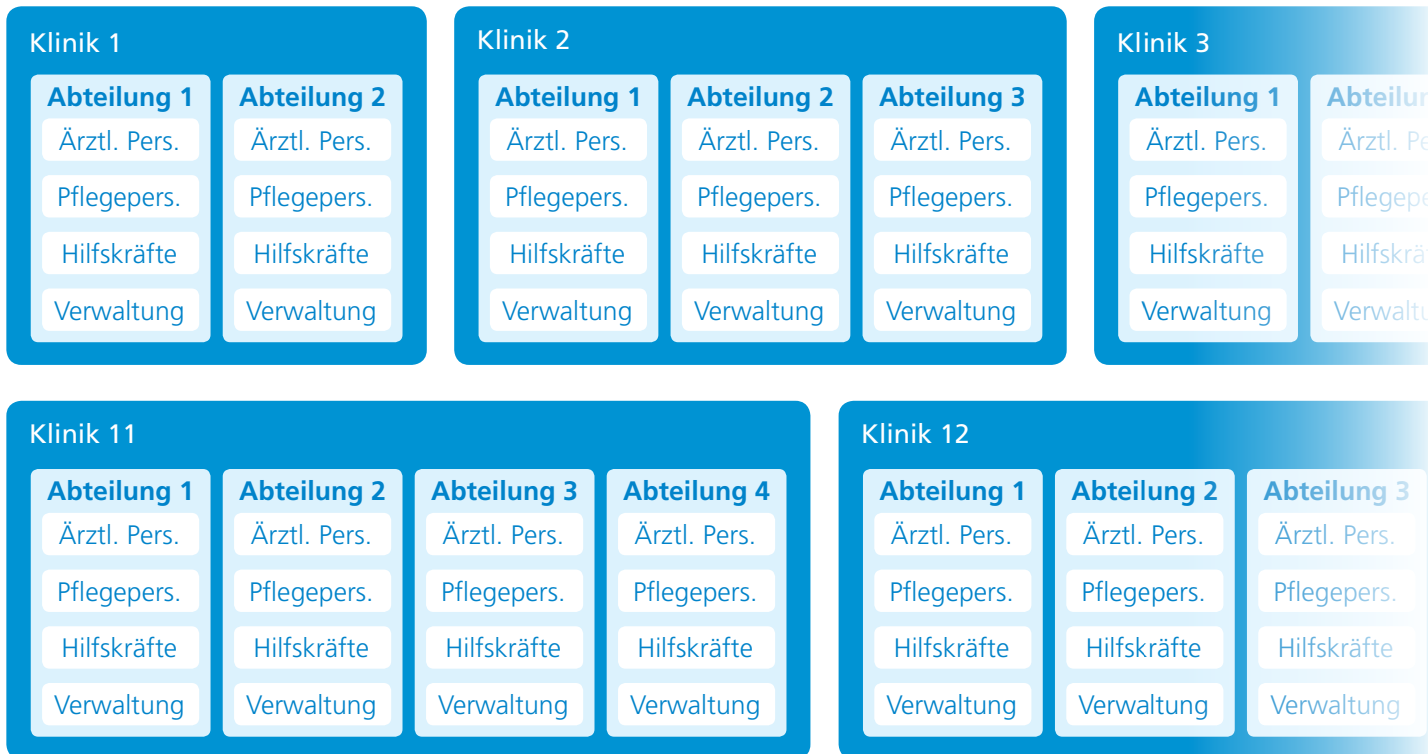 Klinik 1
Abteilung 1
Ärztl. Pers.
Pflegepers.
Hilfskräfte
Verwaltung
Abteilung 2
Ärztl. Pers.
Pflegepers.
Hilfskräfte
Verwaltung
Klinik 2
Abteilung 1
Ärztl. Pers.
Pflegepers.
Hilfskräfte
Verwaltung
Abteilung 2
Ärztl. Pers.
Pflegepers.
Hilfskräfte
Verwaltung
Abteilung 3
Ärztl. Pers.
Pflegepers.
Hilfskräfte
Verwaltung
Klinik 3
Abteilung 1
Ärztl. Pers.
Pflegepers.
Hilfskräfte
Verwaltung
Ärztl.
Klinik 11
Abteilung 1
Ärztl. Pers.
Pflegepers.
Hilfskräfte
Verwaltung
Abteilung 2
Ärztl. Pers.
Pflegepers.
Hilfskräfte
Verwaltung
Abteilung 3
Ärztl. Pers.
Pflegepers.
Hilfskräfte
Verwaltung
Abteilung 4
Ärztl. Pers.
Pflegepers.
Hilfskräfte
Verwaltung
Klinik 12
Abteilung 1
Ärztl. Pers.
Pflegepers.
Hilfskräfte
Verwaltung
Abteilung 2
Ärztl. Pers.
Pflegepers.
Hilfskräfte
Verwaltung
Abteilung 3
Ärztl. Pers.
Pflegepers.
Hilfskräfte
Verwaltung